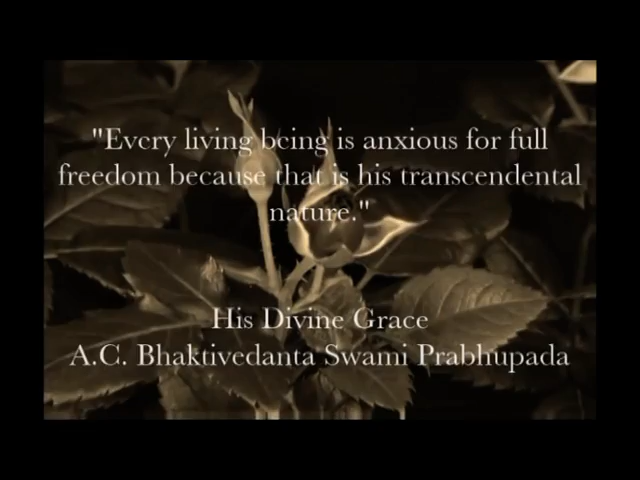 "Every living being is anxious for full
freedom because that is his transcendental
nature."
His Divine Grace
A.C. Bhaktivedanta Swami Prabhupada